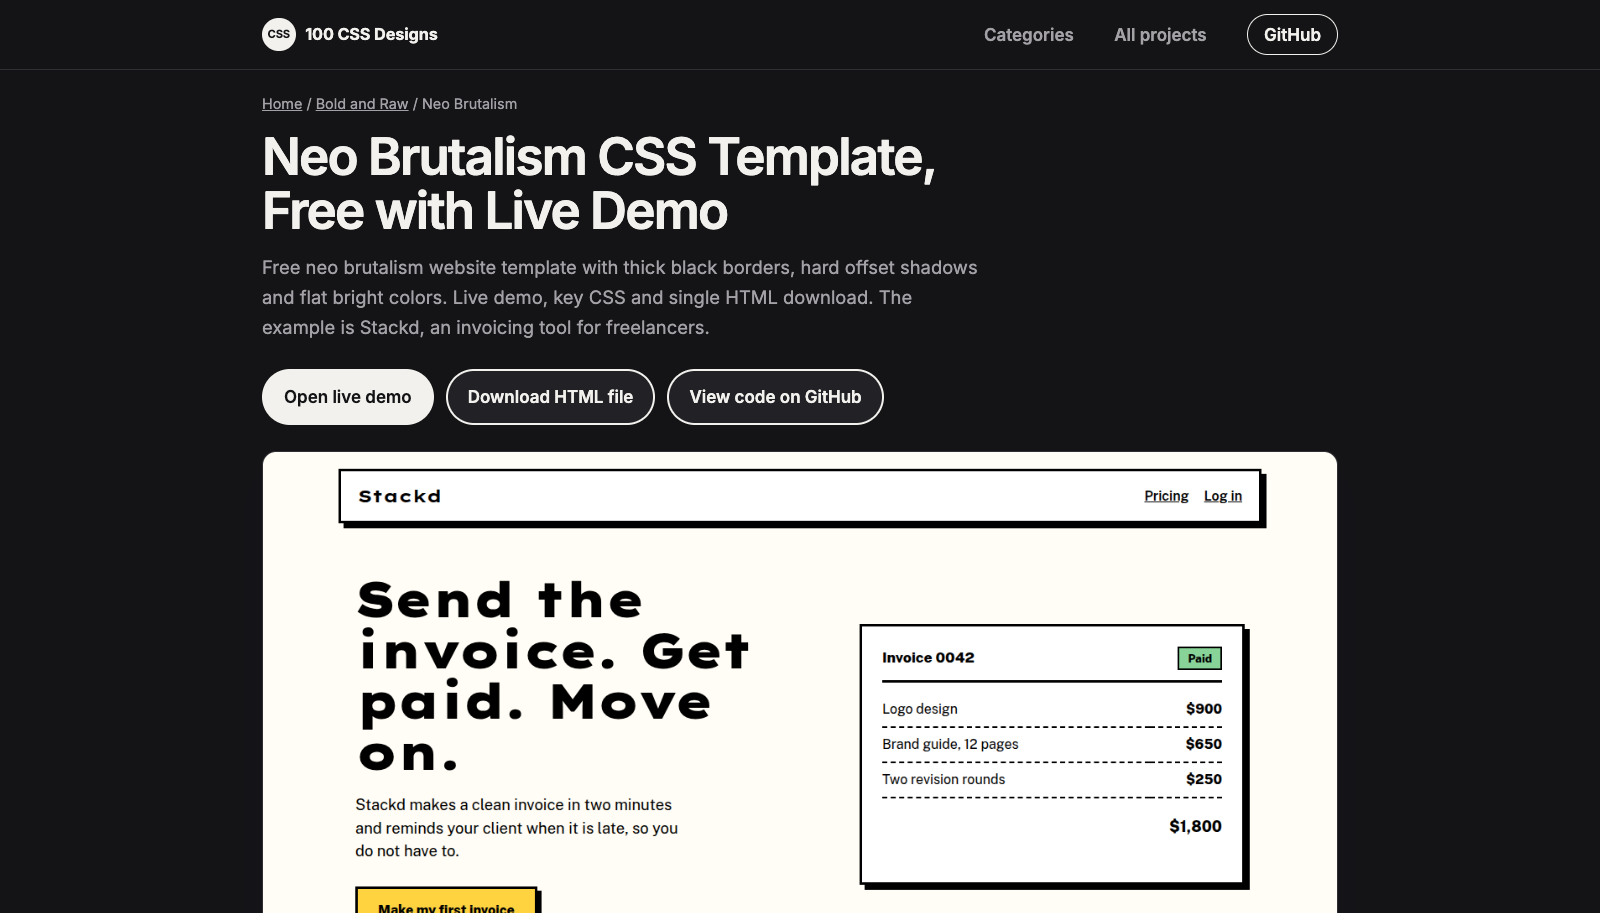 CSS 100 CSS Designs
Categories
All projects
GitHub
Home / Bold and Raw / Neo Brutalism
Neo Brutalism CSS Template,
Free with Live Demo
Free neo brutalism website template with thick black borders, hard offset shadows
and flat bright colors. Live demo, key CSS and single HTML download. The
example is Stackd, an invoicing tool for freelancers.
Open live demo
Download HTML file
View code on GitHub
Stackd
Pricing
Log in
Send the
invoice. Get
paid. Move
on.
Stackd makes a clean invoice in two minutes
and reminds your client when it is late, so you
do not have to.
Make my first invoice
Invoice 0042
Paid
Logo design $900
Brand guide, 12 pages $650
Two revision rounds $250
$1,800